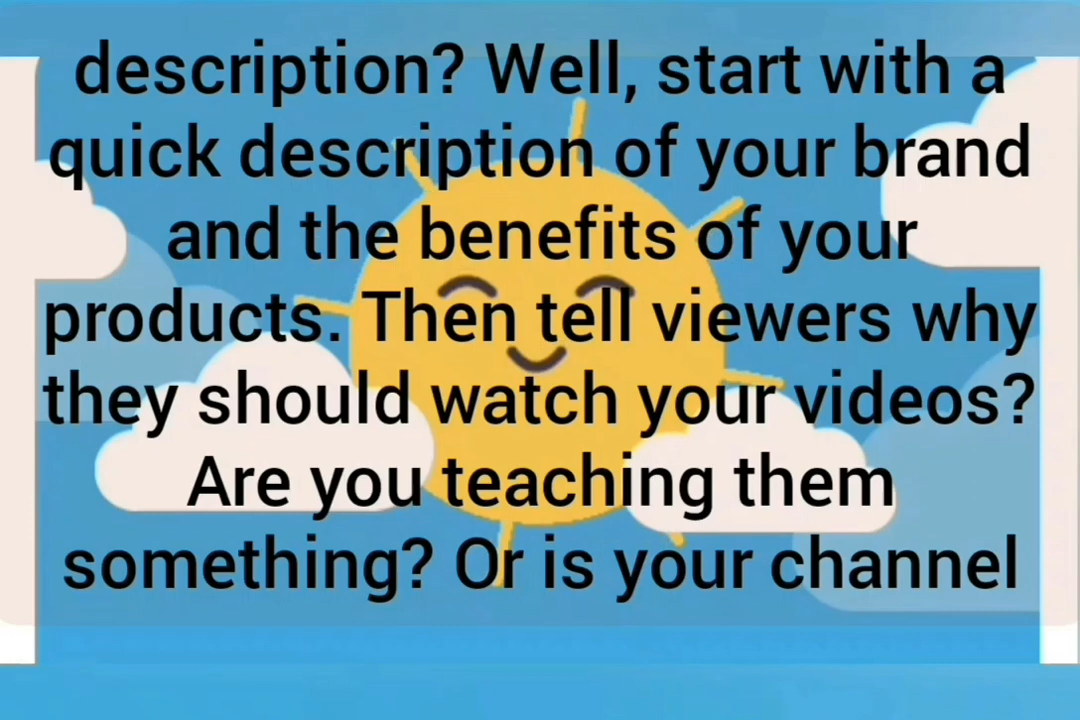 description? Well, start with a
quick description of your brand
and the benefits of your
products. Then tell viewers why
they should watch your videos?
Are you teaching them
something? Or is your channel